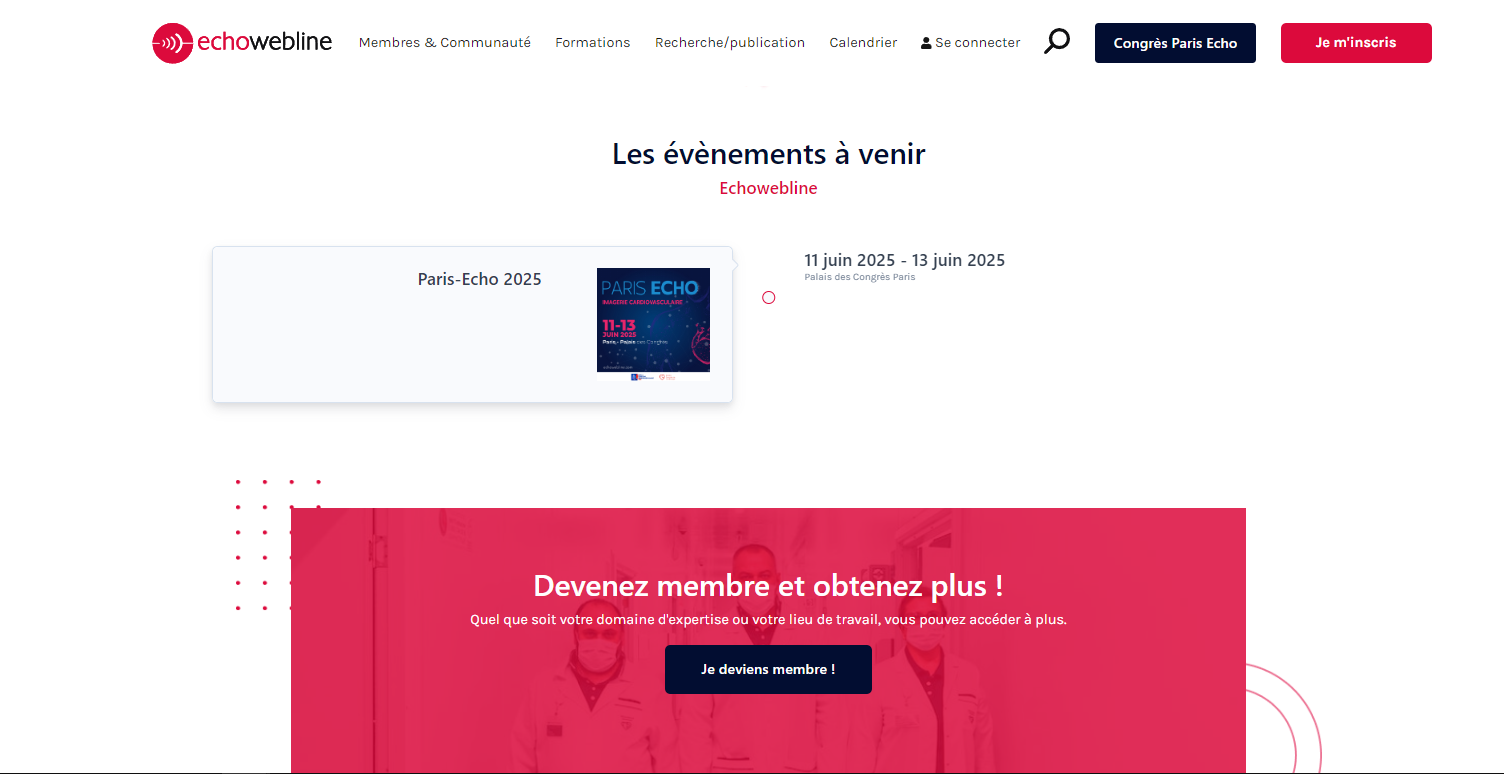 echowebline
Membres & Communauté
Formations
Recherche/publication
Calendrier
Se connecter
Congrès Paris Echo
Je m'inscris
Les évènements à venir
Echowebline
Paris-Echo 2025
PARIS ECHO
IMAGERIE CARDIOVASCULAIRE
11-13
JUIN 2025
Paris - Palais des Congrès
11 juin 2025 - 13 juin 2025
Palais des Congrès Paris
Devenez membre et obtenez plus !
Quel que soit votre domaine d'expertise ou votre lieu de travail, vous pouvez accéder à plus.
Je deviens membre !